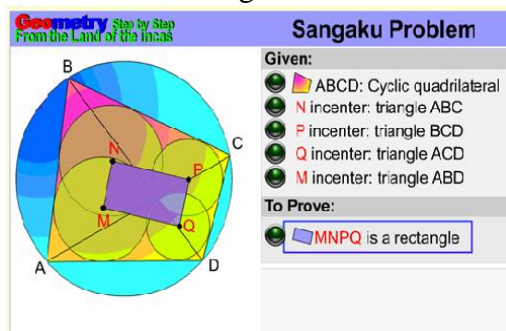 Geometry Step by Step
From the Land of the Incas
Sangaku Problem
B
C
N
P
M
Q
A
D
Given:
ABCD: Cyclic quadrilateral
N incenter: triangle ABC
P incenter: triangle BCD
Q incenter: triangle ACD
M incenter: triangle ABD
To Prove:
MNPQ is a rectangle